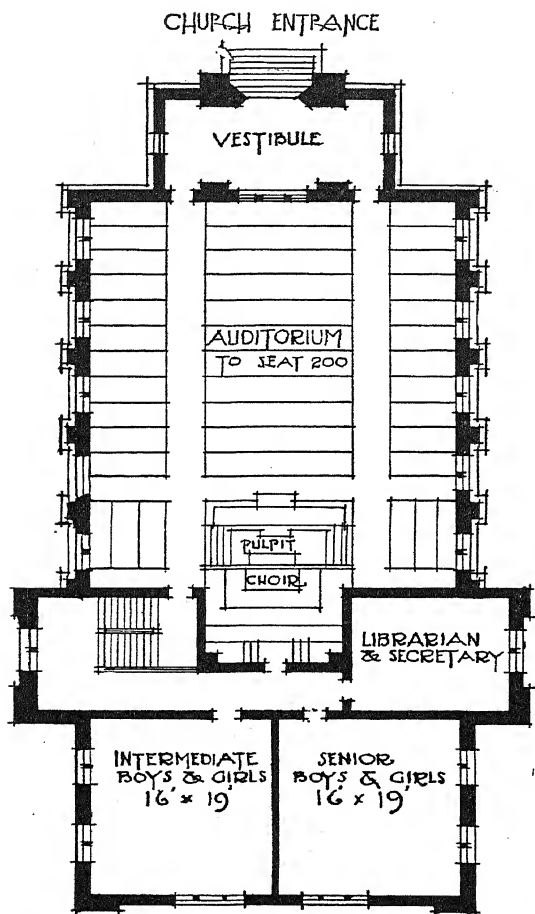 CHURCH ENTRANCE
VESTIBULE
AUDITORIUM
TO SEAT 200
PULPIT
CHOIR
LIBRARIAN
& SECRETARY
INTERMEDIATE
BOYS & GIRLS
16' x 19'
SENIOR
BOYS & GIRLS
16' x 19'